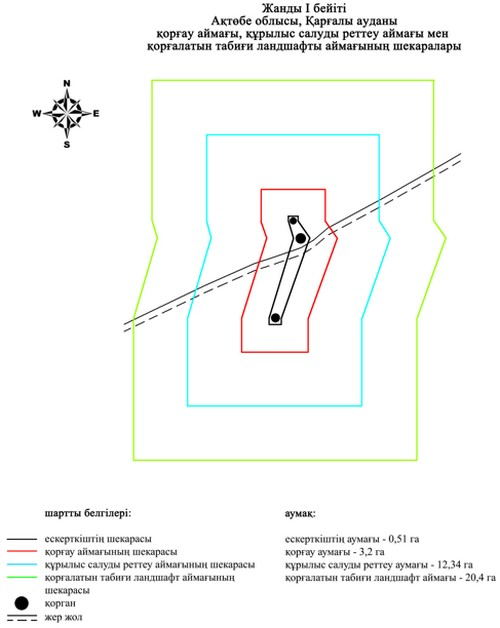 Жанды I бейіті
Ақтөбе облысы, Қарғалы ауданы
қорғау аймағы, құрылыс салуды реттеу аймағы мен
қорғалатын табиғи ландшафты аймағының шекаралары
N
W E
S
шартты белгілері:
ескерткіштің шекарасы
қорғау аймағының шекарасы
құрылыс салуды реттеу аймағының шекарасы
қорғалатын табиғи ландшафт аймағының
шекарасы
қорған
жер жол
аумақ:
ескерткіштің аумағы - 0,51 га
қорғау аумағы - 3,2 га
құрылыс салуды реттеу аумағы - 12,34 га
қорғалатын табиғи ландшафт аймағы - 20,4 га